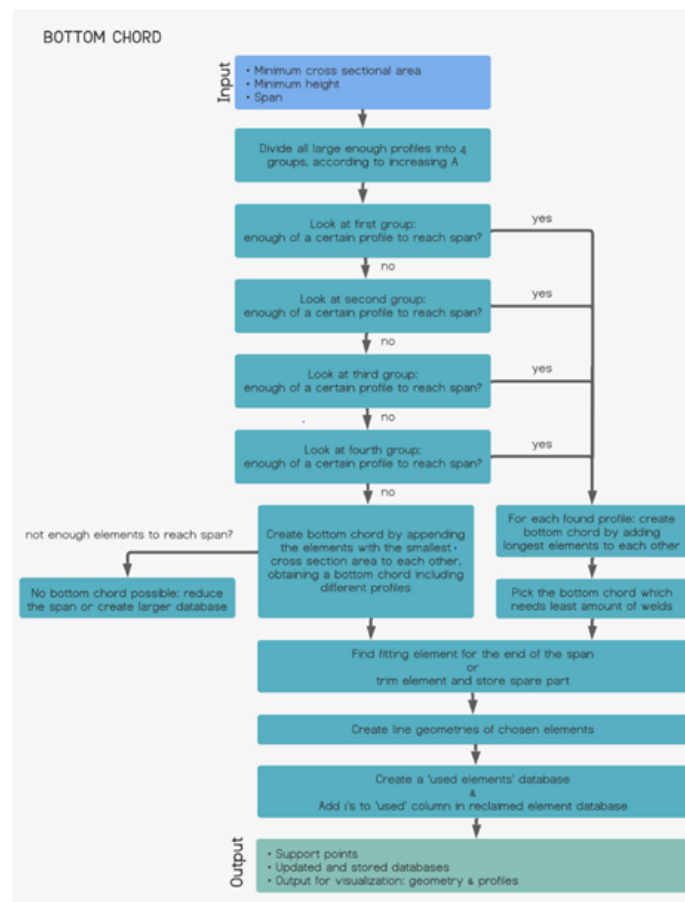 BOTTOM CHORD
Input
• Minimum cross sectional area
• Minimum height
• Span
Divide all large enough profiles into 4
groups, according to increasing A
Look at first group:
enough of a certain profile to reach span?
yes
no
Look at second group:
enough of a certain profile to reach span?
yes
no
Look at third group:
enough of a certain profile to reach span?
yes
no
Look at fourth group:
enough of a certain profile to reach span?
yes
no
not enough elements to reach span?
Create bottom chord by appending
the elements with the smallest
cross section area to each other,
obtaining a bottom chord including
different profiles
For each found profile: create
bottom chord by adding
longest elements to each other
No bottom chord possible: reduce
the span or create larger database
Pick the bottom chord which
needs least amount of welds
Find fitting element for the end of the span
or
trim element and store spare part
Create line geometries of chosen elements
Create a 'used elements' database
&
Add 1's to 'used' column in reclaimed element database
Output
• Support points
• Updated and stored databases
• Output for visualization: geometry & profiles